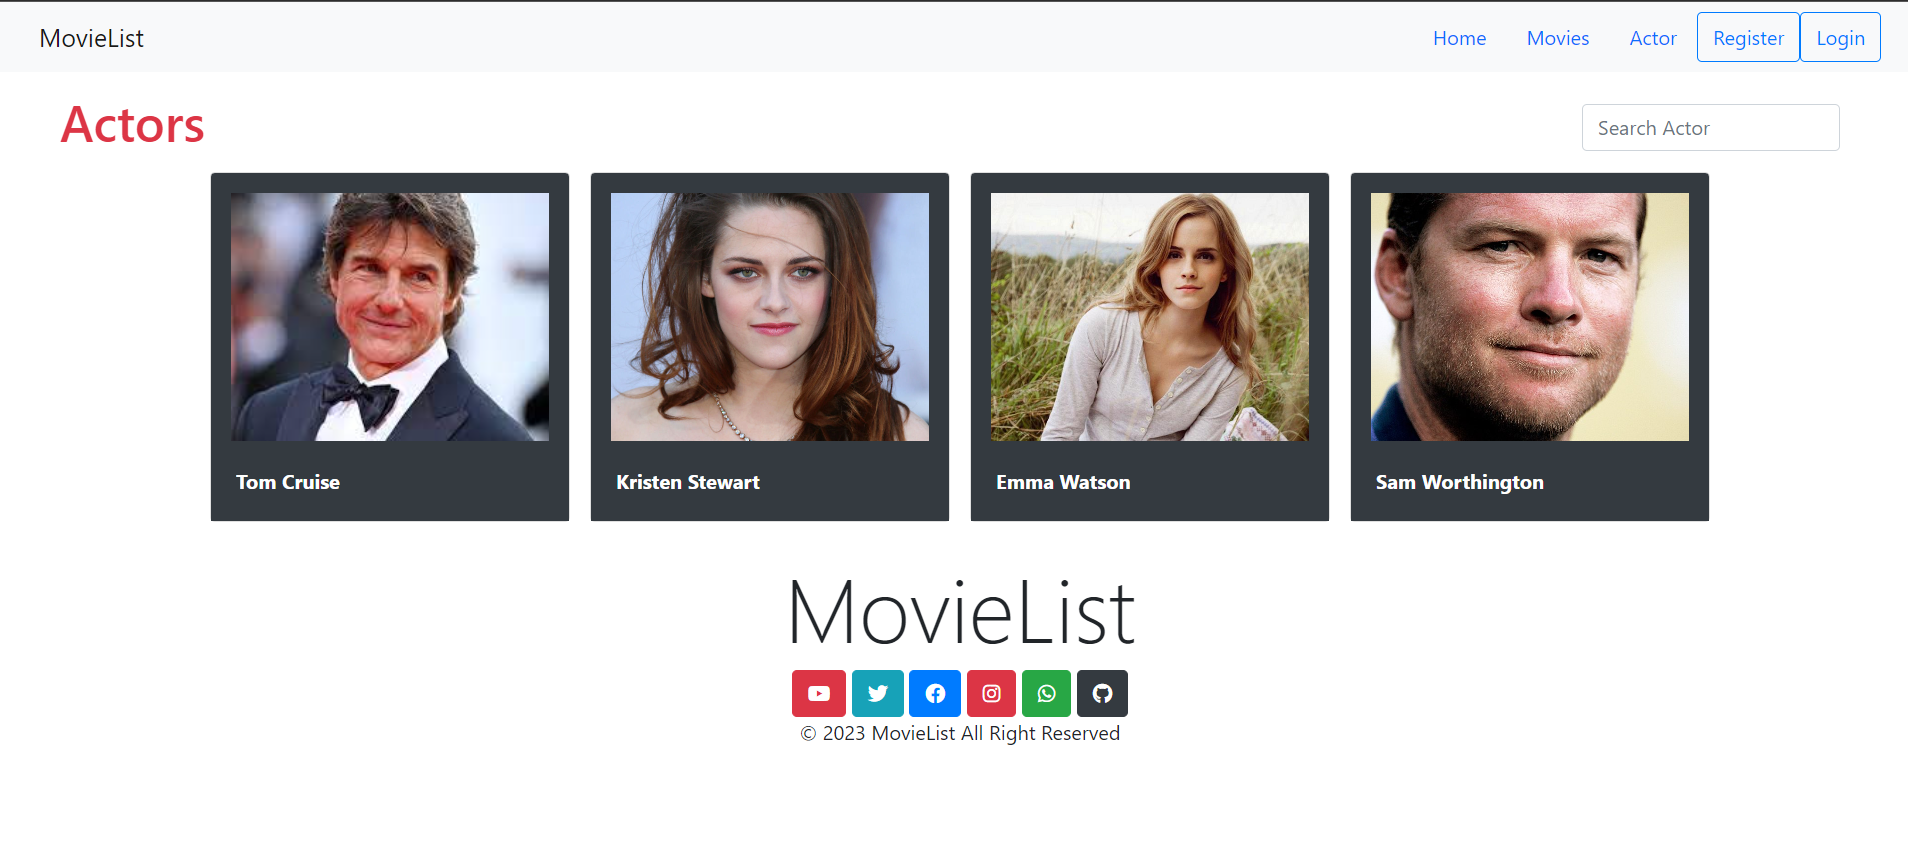 MovieList
Home Movies Actor Register Login
Actors
Search Actor
Tom Cruise
Kristen Stewart
Emma Watson
Sam Worthington
MovieList
© 2023 MovieList All Right Reserved